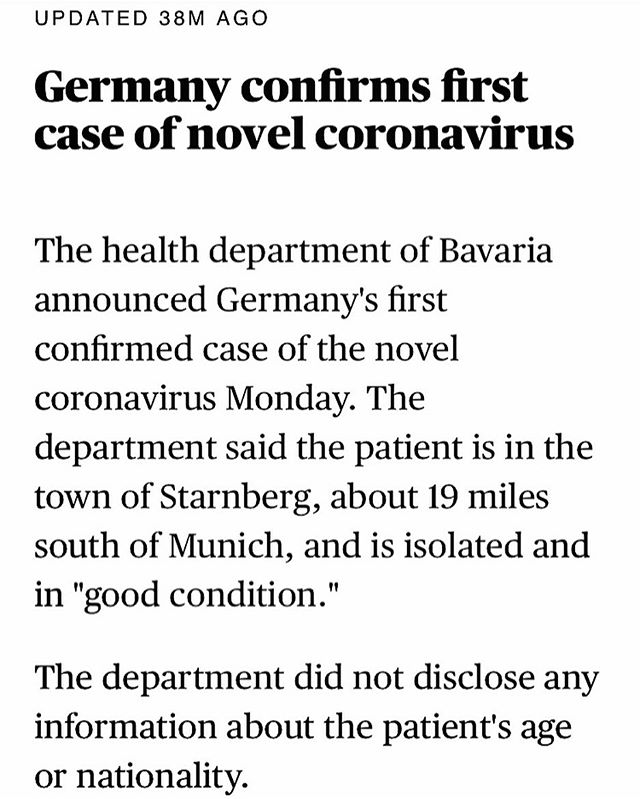 UPDATED 38M AGO
Germany confirms first
case of novel coronavirus
The health department of Bavaria
announced Germany's first
confirmed case of the novel
coronavirus Monday. The
department said the patient is in the
town of Starnberg, about 19 miles
south of Munich, and is isolated and
in "good condition."
The department did not disclose any
information about the patient's age
or nationality.